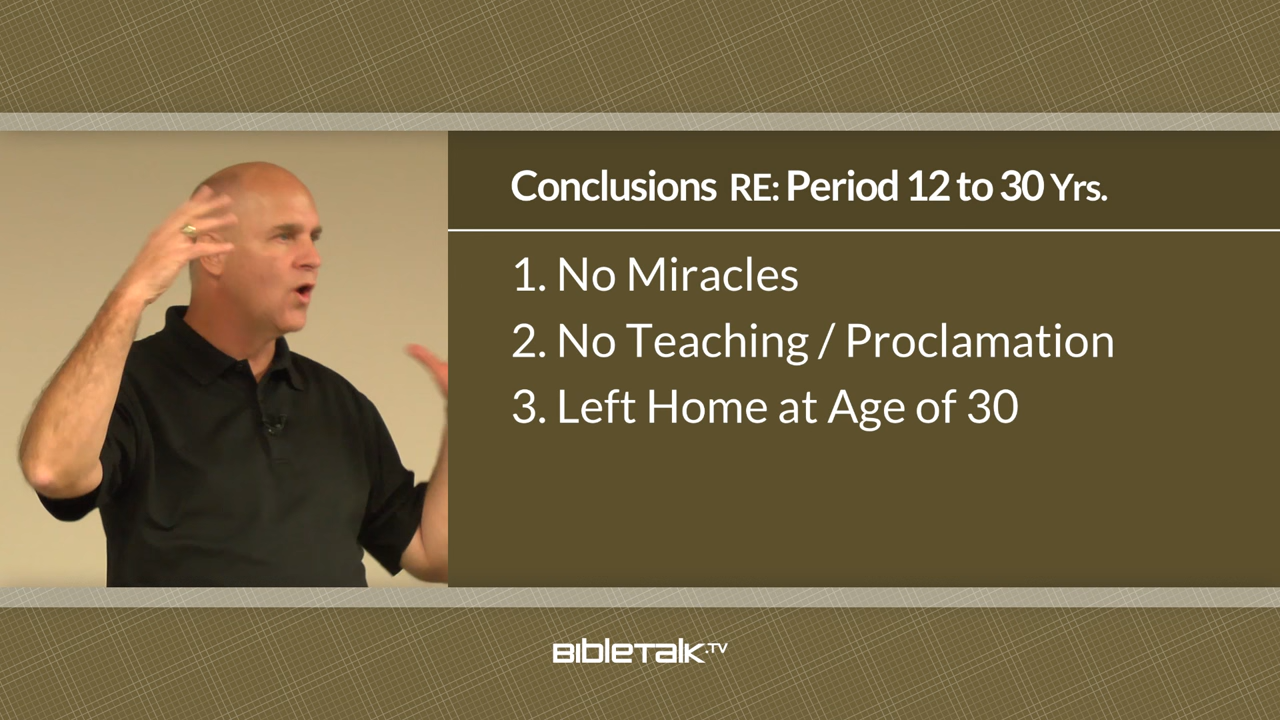 Conclusions RE: Period 12 to 30 Yrs.
1. No Miracles
2. No Teaching / Proclamation
3. Left Home at Age of 30
BIbleTalk.TV